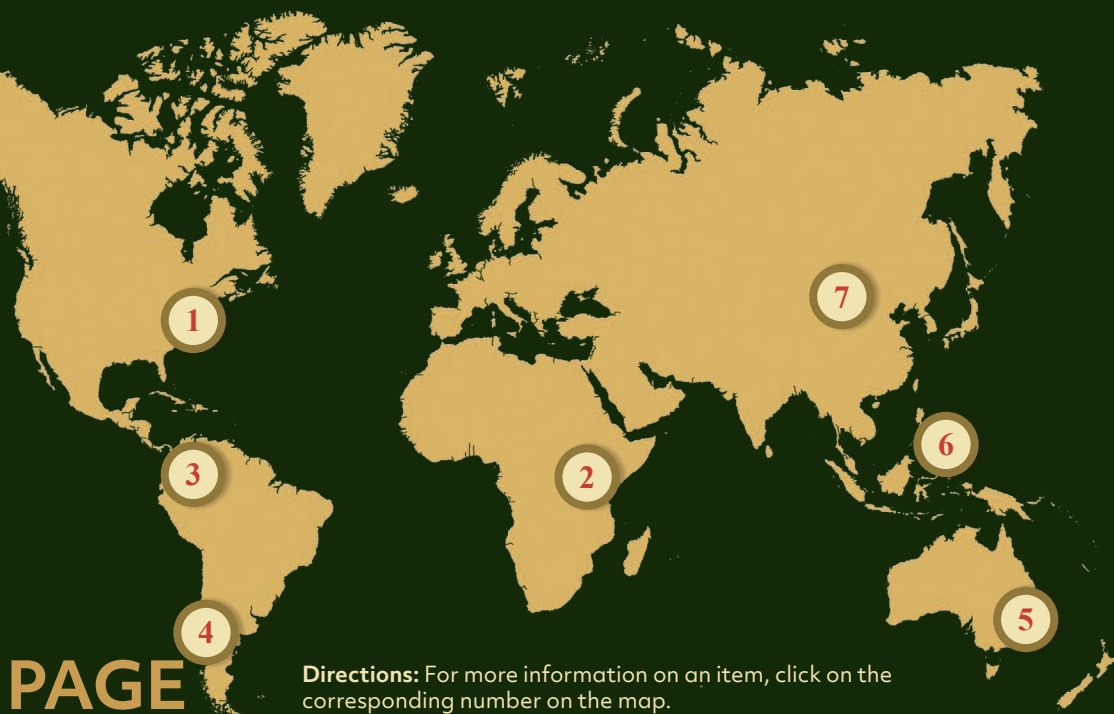 1
7
6
3
2
5
4
PAGE
Directions: For more information on an item, click on the
corresponding number on the map.